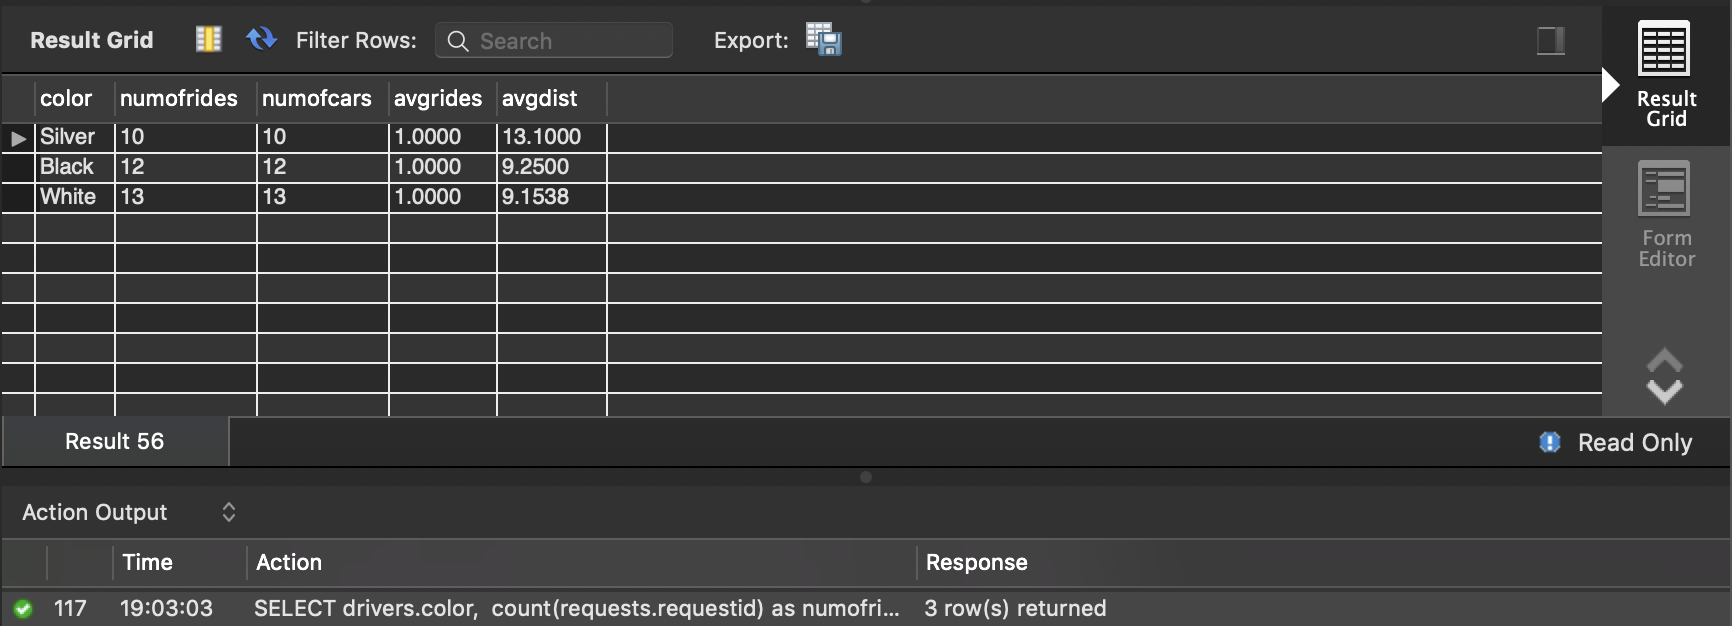 Result Grid Filter Rows: Search Export:
Result Grid
color numofrides numofcars avgrides avgdist
Silver 10 10 1.0000 13.1000
Black 12 12 1.0000 9.2500
White 13 13 1.0000 9.1538
Form Editor
Result 56 Read Only
Action Output
Time Action Response
117 19:03:03 SELECT drivers.color, count(requests.requestid) as numofri... 3 row(s) returned